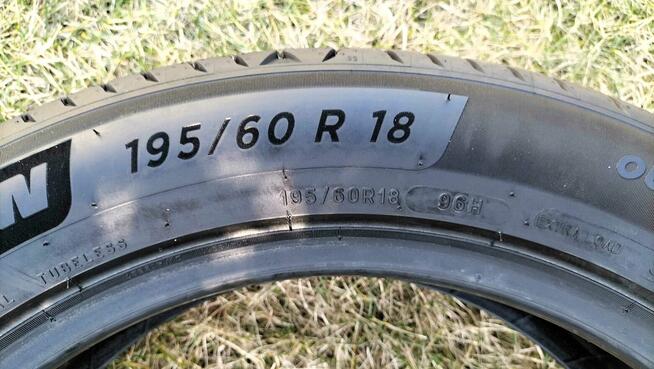 195/60 R 18
195/60R18 96H EXTRA LOAD
TUBELESS